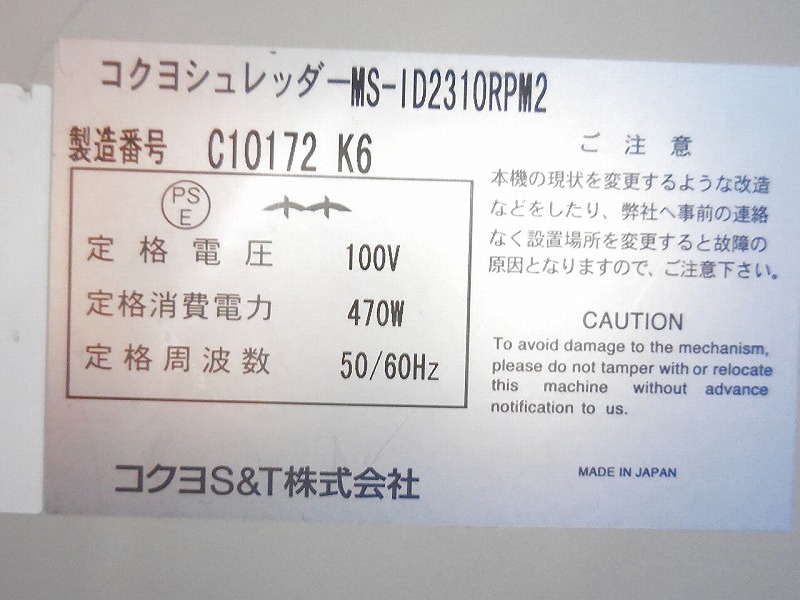 コクヨシュレッダーMS-ID2310RPM2
製造番号 C10172 K6
PS
E
定格電圧 100V
定格消費電力 470W
定格周波数 50/60Hz
ご注意
本機の現状を変更するような改造
などをしたり、弊社へ事前の連絡
なく設置場所を変更すると故障の
原因となりますので、ご注意下さい。
CAUTION
To avoid damage to the mechanism,
please do not tamper with or relocate
this machine without advance
notification to us.
コクヨS&T株式会社
MADE IN JAPAN